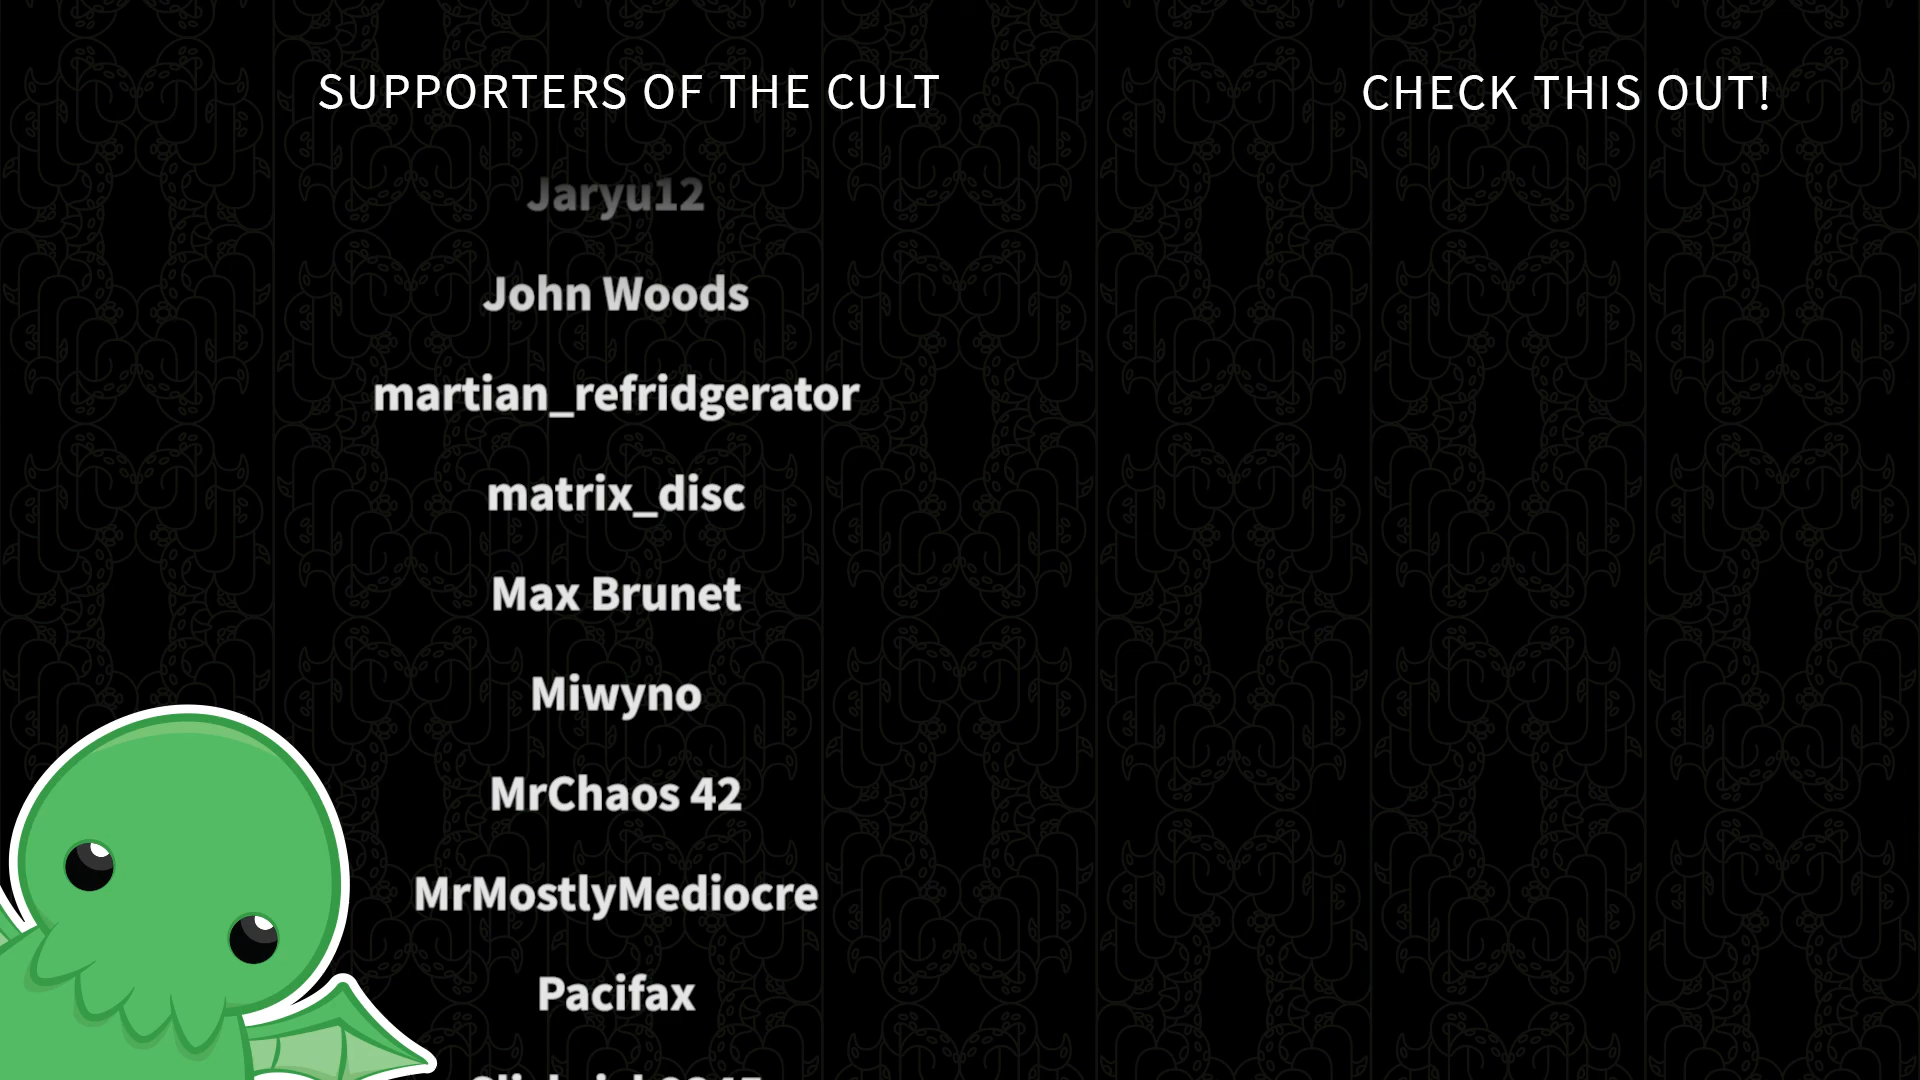 SUPPORTERS OF THE CULT
CHECK THIS OUT!
Jaryu12
John Woods
martian_refridgerator
matrix_disc
Max Brunet
Miwyno
MrChaos 42
MrMostlyMediocre
Pacifax